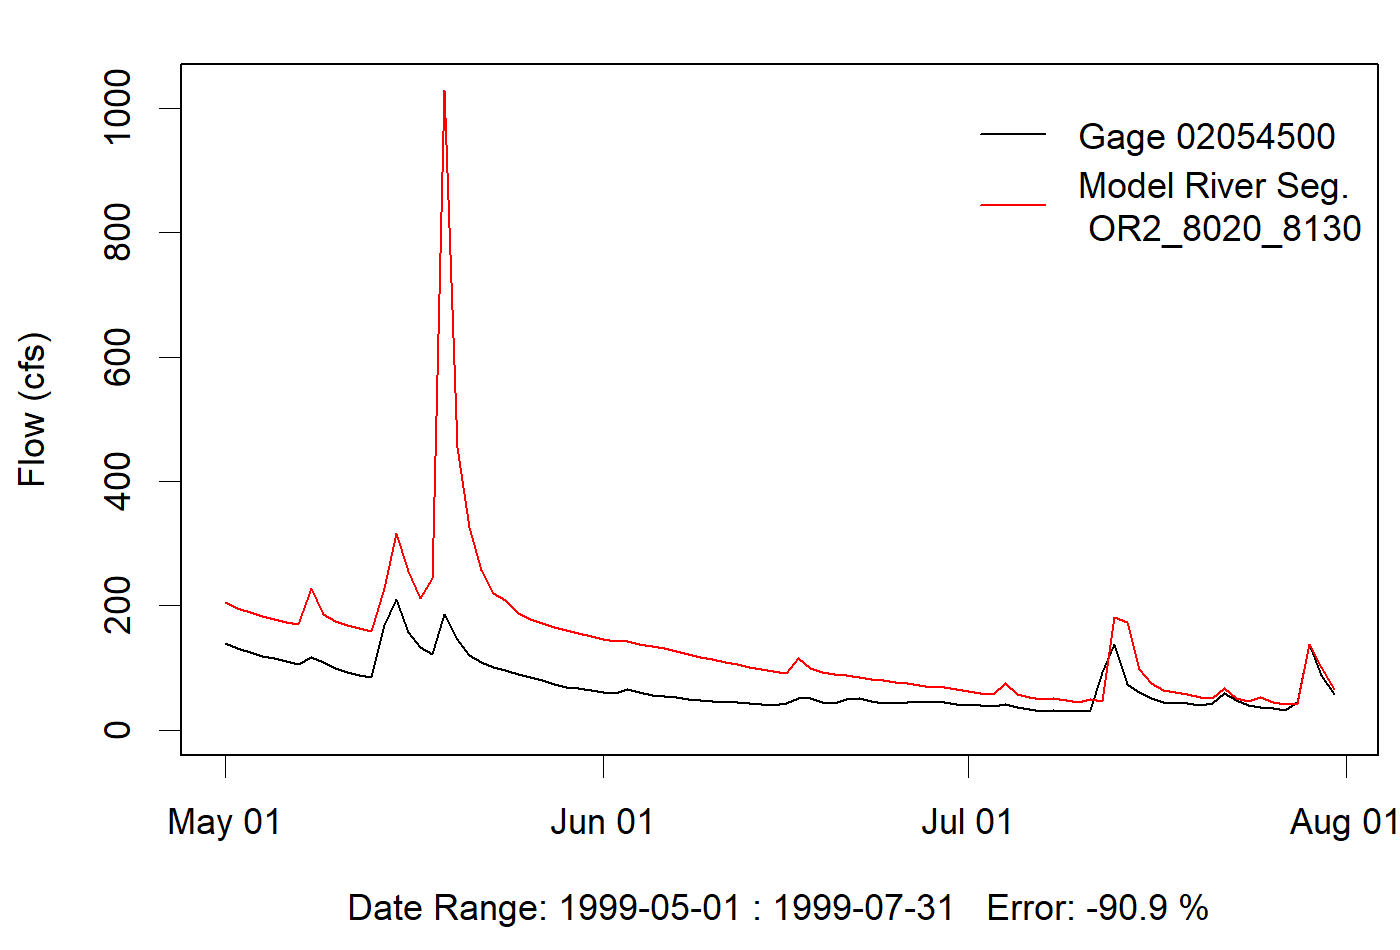 1000
800
600
400
200
0
Flow (cfs)
Gage 02054500
Model River Seg.
OR2_8020_8130
May 01
Jun 01
Jul 01
Aug 01
Date Range: 1999-05-01 : 1999-07-31   Error: -90.9 %